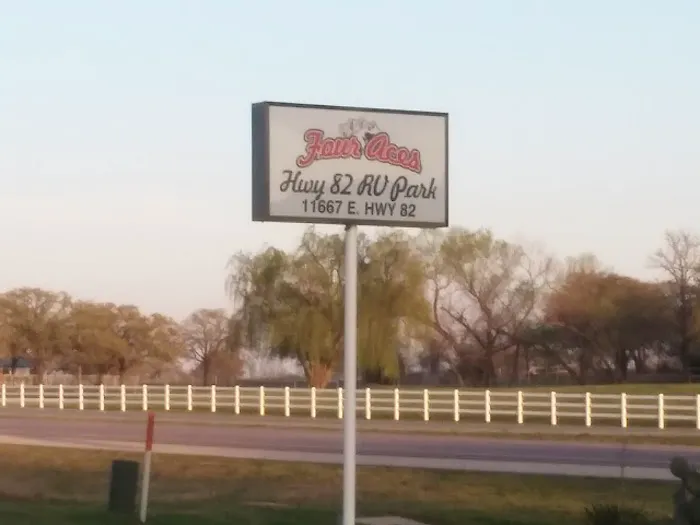 Four Aces
Hwy 82 RV Park
11667 E. HWY 82